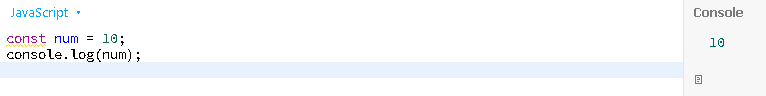 JavaScript
const num = 10;
console.log(num);
Console
10